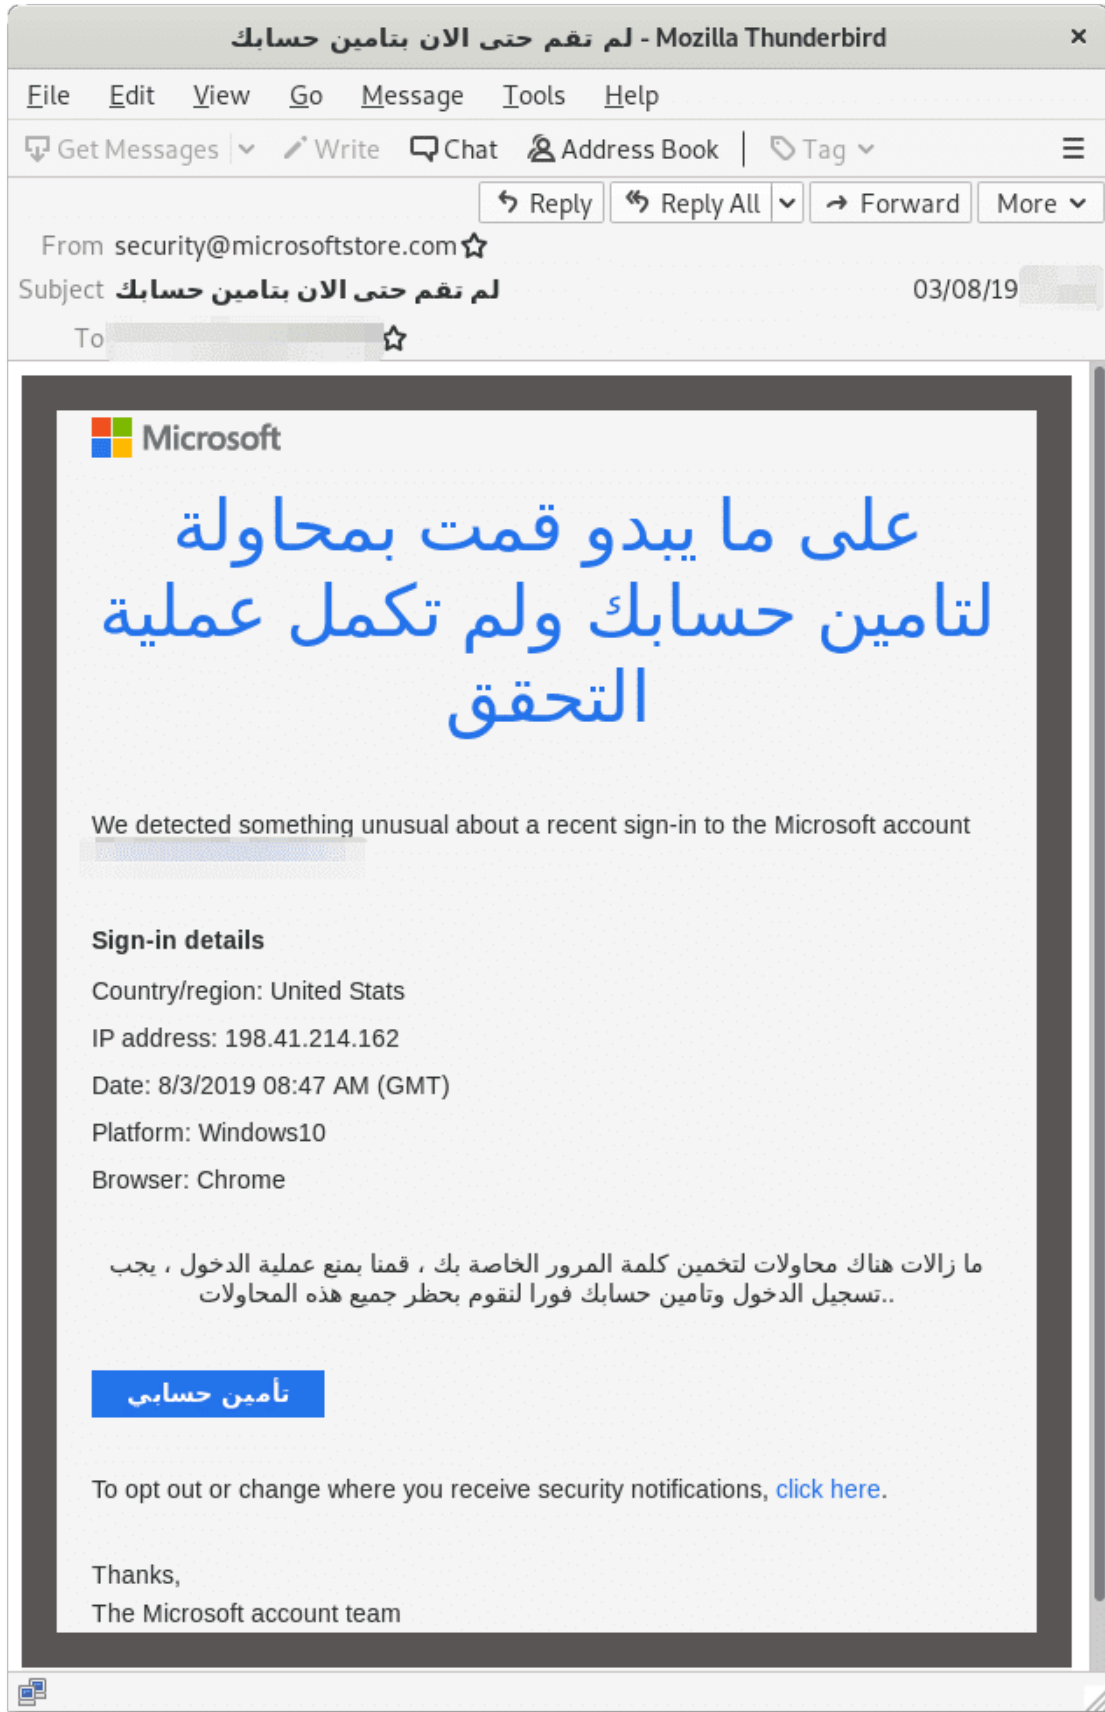 لم تقم حتى الان بتامين حسابك - Mozilla Thunderbird
File Edit View Go Message Tools Help
Get Messages Write Chat Address Book Tag
Reply Reply All Forward More
From security@microsoftstore.com
Subject لم تقم حتى الان بتامين حسابك 03/08/19
To
Microsoft
على ما يبدو قمت بمحاولة
لتامين حسابك ولم تكمل عملية
التحقق
We detected something unusual about a recent sign-in to the Microsoft account
Sign-in details
Country/region: United Stats
IP address: 198.41.214.162
Date: 8/3/2019 08:47 AM (GMT)
Platform: Windows10
Browser: Chrome
ما زالات هناك محاولات لتخمين كلمة المرور الخاصة بك ، قمنا بمنع عملية الدخول ، يجب
تسجيل الدخول وتامين حسابك فورا لنقوم بحظر جميع هذه المحاولات..
تأمين حسابي
To opt out or change where you receive security notifications, click here.
Thanks,
The Microsoft account team